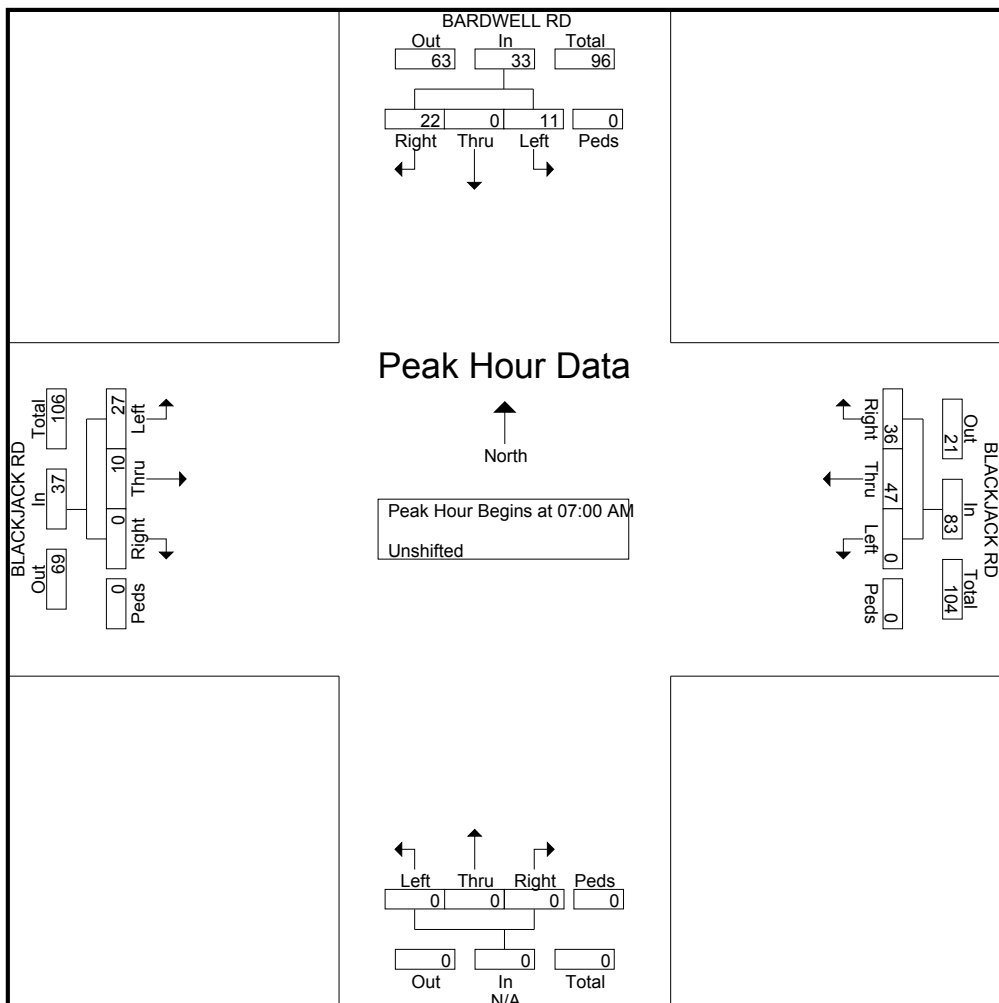 BARDWELL RD
Out In Total
63 33 96
22 0 11 0
Right Thru Left Peds
Peak Hour Data
North
Peak Hour Begins at 07:00 AM
Unshifted
BLACKJACK RD
Total In Out
106 37 69
27 10 0 0
Left Thru Right Peds
BLACKJACK RD
Out In Total
21 83 104
36 47 0 0
Right Thru Left Peds
Left Thru Right Peds
0 0 0 0
0 0 0
Out In Total
N/A